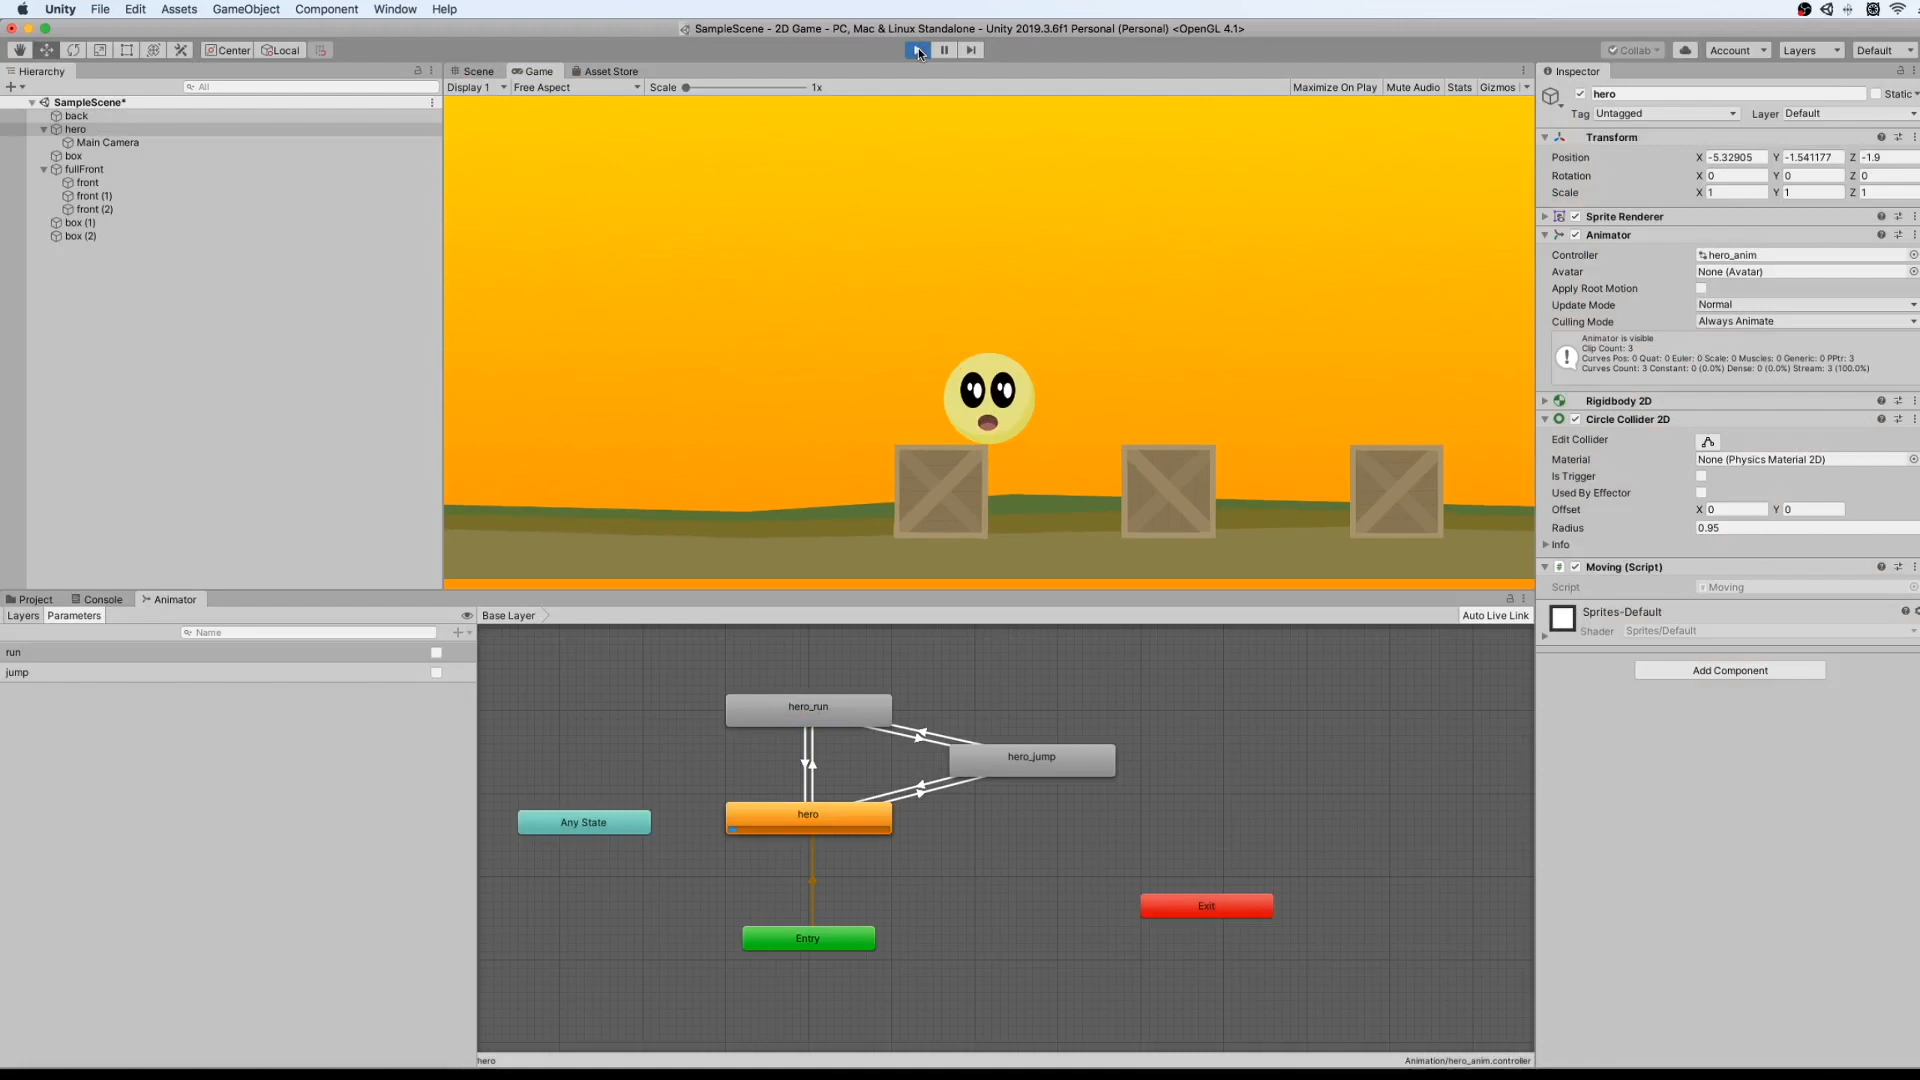 Unity File Edit Assets GameObject Component Window Help
SampleScene - 2D Game - PC, Mac & Linux Standalone - Unity 2019.3.6f1 Personal (Personal) <OpenGL 4.1>
Center Local Collab Account Layers Default
Hierarchy
All
SampleScene*
back
hero
Main Camera
box
fullFront
front
front (1)
front (2)
box (1)
box (2)
Scene Game Asset Store
Display 1 Free Aspect Scale 1x Maximize On Play Mute Audio Stats Gizmos
Inspector
hero Static
Tag Untagged Layer Default
Transform
Position X -5.32905 Y -1.541177 Z -1.9
Rotation X 0 Y 0 Z 0
Scale X 1 Y 1 Z 1
Sprite Renderer
Animator
Controller hero_anim
Avatar None (Avatar)
Apply Root Motion
Update Mode Normal
Culling Mode Always Animate
Animator is visible
Clip Count: 3
Curves Pos: 0 Quat: 0 Euler: 0 Scale: 0 Muscles: 0 Generic: 0 PPtr: 3
Curves Count: 3 Constant: 0 (0.0%) Dense: 0 (0.0%) Stream: 3 (100.0%)
Rigidbody 2D
Circle Collider 2D
Edit Collider
Material None (Physics Material 2D)
Is Trigger
Used By Effector
Offset X 0 Y 0
Radius 0.95
Info
Moving (Script)
Script Moving
Sprites-Default
Shader Sprites/Default
Add Component
Project Console Animator
Layers Parameters Base Layer Auto Live Link
Name
run
jump
hero_run
hero_jump
hero
Any State
Exit
Entry
hero Animation/hero_anim.controller